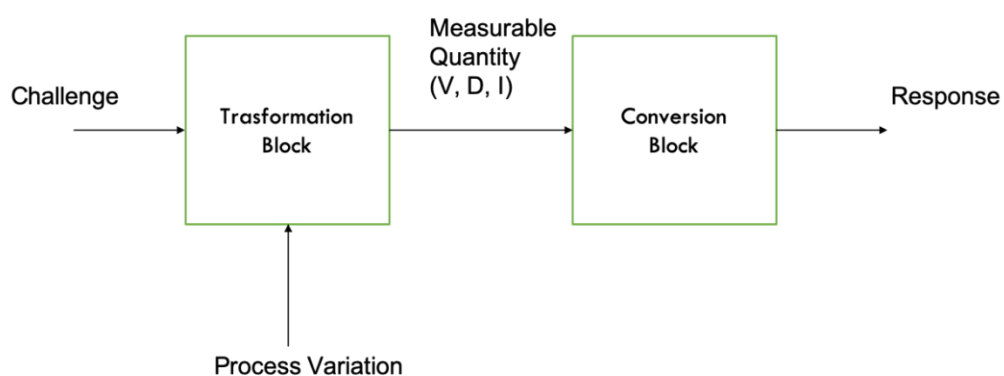 Challenge
Trasformation
Block
Measurable
Quantity
(V, D, I)
Conversion
Block
Response
Process Variation